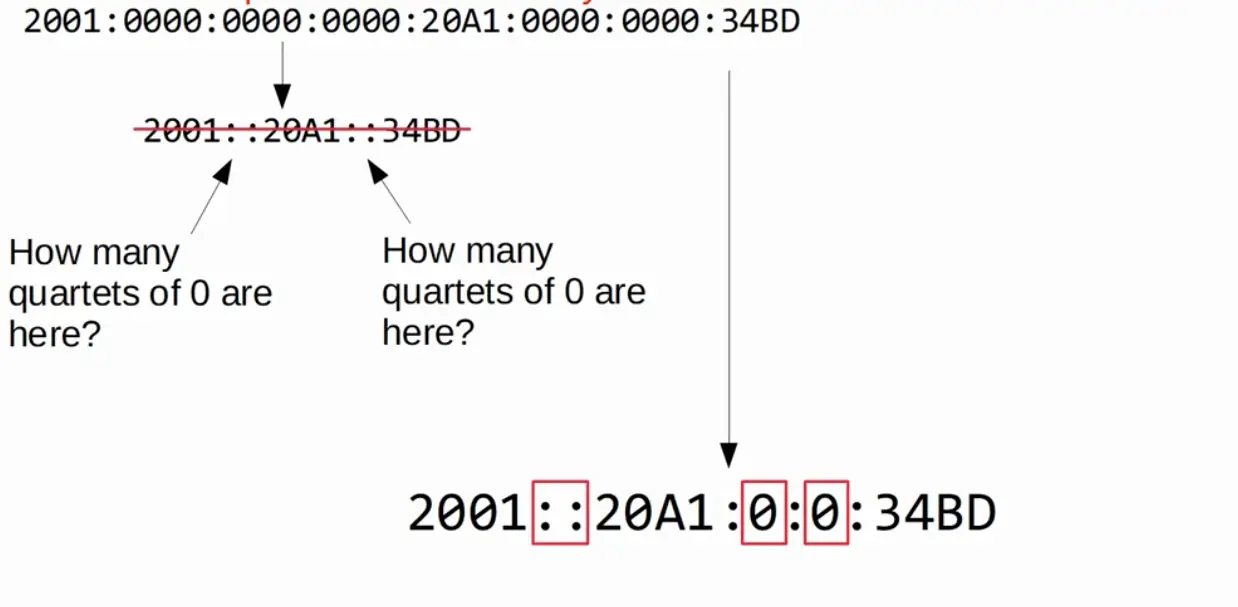 2001:0000:0000:0000:20A1:0000:0000:34BD
2001::20A1::34BD
How many
quartets of 0 are
here?
How many
quartets of 0 are
here?
2001::20A1:0:0:34BD